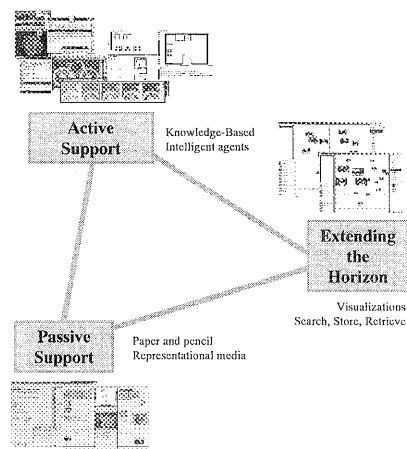 Active
Support
Knowledge-Based
Intelligent agents
Extending
the
Horizon
Visualizations
Search, Store, Retrieve
Passive
Support
Paper and pencil
Representational media